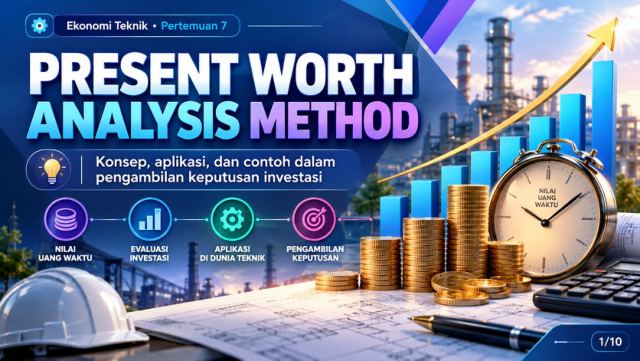 Ekonomi Teknik • Pertemuan 7
PRESENT WORTH
ANALYSIS METHOD
Konsep, aplikasi, dan contoh dalam
pengambilan keputusan investasi
NILAI
UANG WAKTU
EVALUASI
INVESTASI
APLIKASI
DI DUNIA TEKNIK
PENGAMBILAN
KEPUTUSAN
NILAI
UANG
WAKTU
1/10